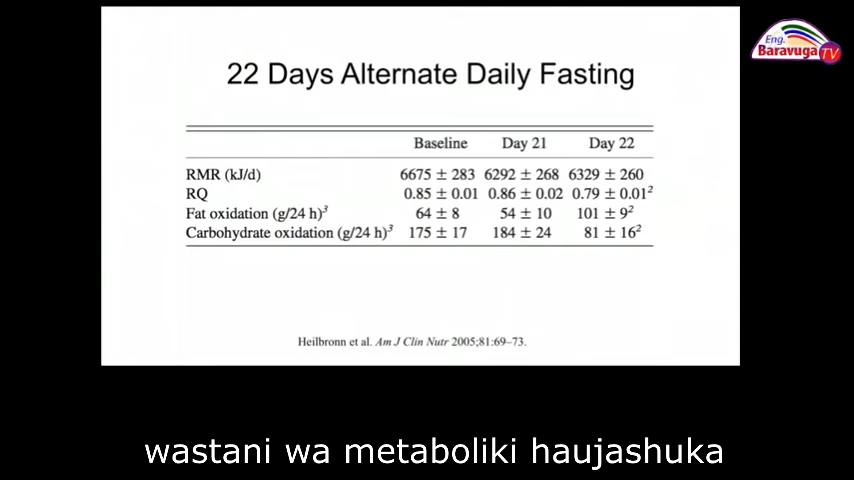 Eng.
Baravuga TV
22 Days Alternate Daily Fasting
Baseline Day 21 Day 22
RMR (kJ/d) 6675 ± 283 6292 ± 268 6329 ± 260
RQ 0.85 ± 0.01 0.86 ± 0.02 0.79 ± 0.01²
Fat oxidation (g/24 h)³ 64 ± 8 54 ± 10 101 ± 9²
Carbohydrate oxidation (g/24 h)³ 175 ± 17 184 ± 24 81 ± 16²
Heilbronn et al. Am J Clin Nutr 2005;81:69–73.
wastani wa metaboliki haujashuka